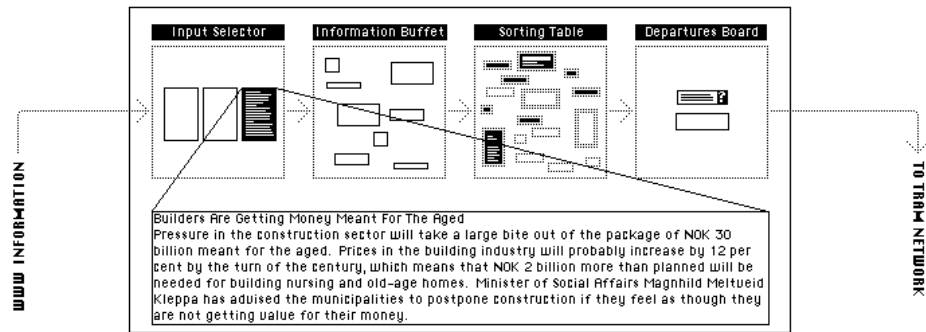 Input Selector
Information Buffet
Sorting Table
Departures Board
?
WWW INFORMATION
TO TRAM NETWORK
Builders Are Getting Money Meant For The Aged
Pressure in the construction sector will take a large bite out of the package of NOK 30
billion meant for the aged. Prices in the building industry will probably increase by 12 per
cent by the turn of the century, which means that NOK 2 billion more than planned will be
needed for building nursing and old-age homes. Minister of Social Affairs Magnhild Meltveid
Kleppa has advised the municipalities to postpone construction if they feel as though they
are not getting value for their money.